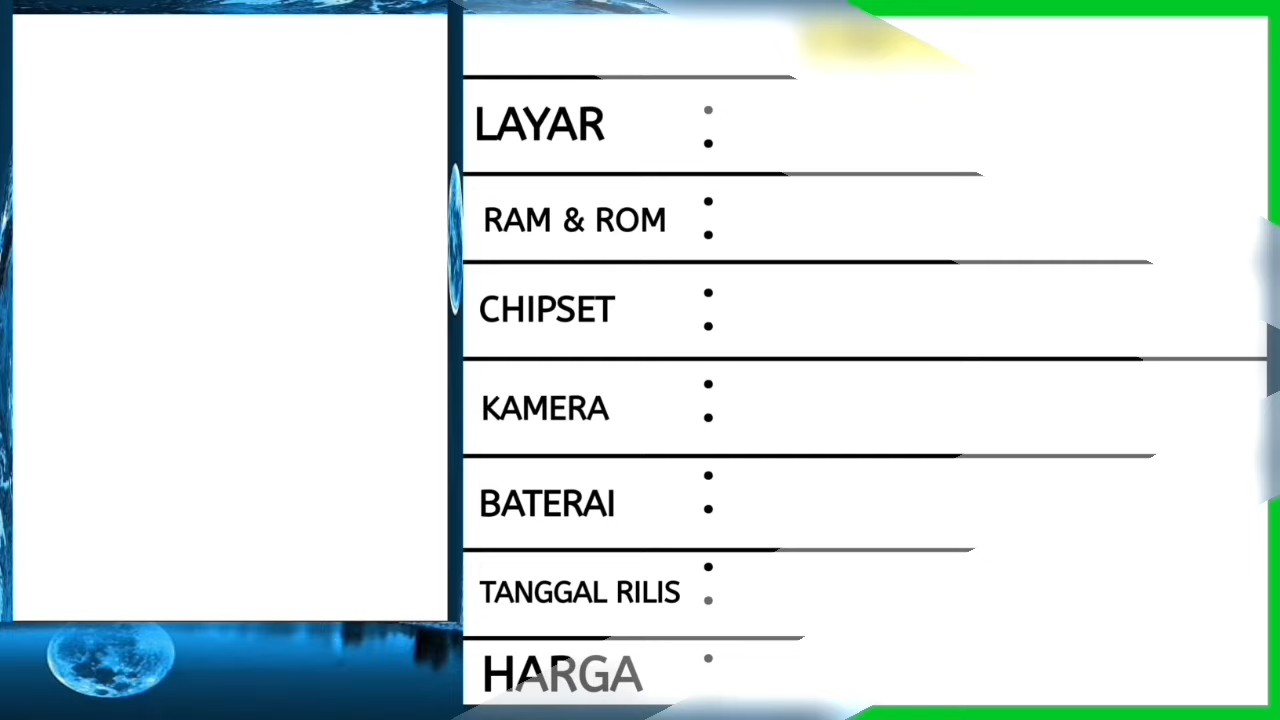 LAYAR :
RAM & ROM :
CHIPSET :
KAMERA :
BATERAI :
TANGGAL RILIS :
HARGA :